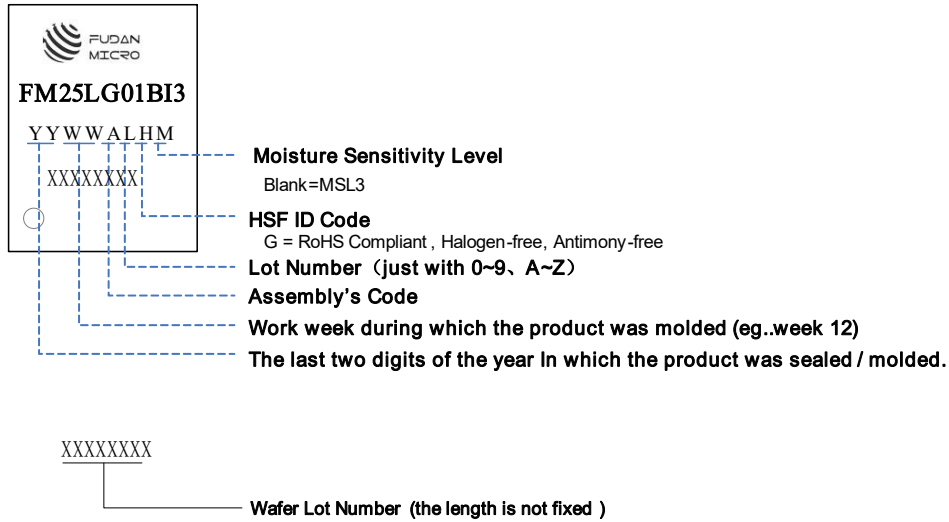 FUDAN
MICRO
FM25LG01BI3
YYWWALHM
XXXXXXXX
Moisture Sensitivity Level
Blank=MSL3
HSF ID Code
G = RoHS Compliant , Halogen-free, Antimony-free
Lot Number（just with 0~9、A~Z）
Assembly's Code
Work week during which the product was molded (eg..week 12)
The last two digits of the year In which the product was sealed / molded.
XXXXXXXX
Wafer Lot Number (the length is not fixed )